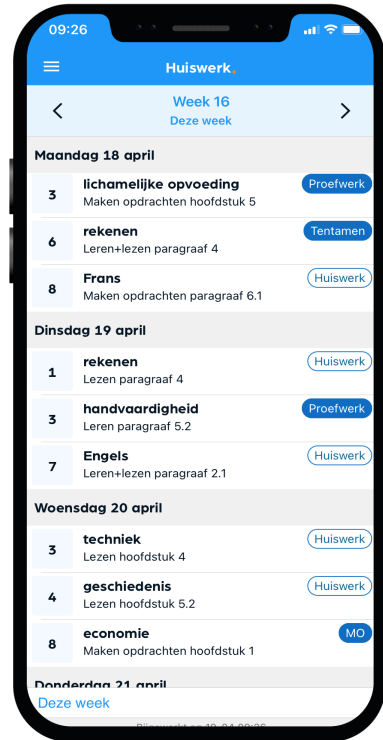 09:26
Huiswerk.
Week 16
Deze week
Maandag 18 april
3 lichamelijke opvoeding Proefwerk
Maken opdrachten hoofdstuk 5
6 rekenen Tentamen
Leren+lezen paragraaf 4
8 Frans Huiswerk
Maken opdrachten paragraaf 6.1
Dinsdag 19 april
1 rekenen Huiswerk
Lezen paragraaf 4
3 handvaardigheid Proefwerk
Leren paragraaf 5.2
7 Engels Huiswerk
Leren+lezen paragraaf 2.1
Woensdag 20 april
3 techniek Huiswerk
Lezen hoofdstuk 4
4 geschiedenis Huiswerk
Lezen hoofdstuk 5.2
8 economie MO
Maken opdrachten hoofdstuk 1
Donderdag 21 april
Deze week